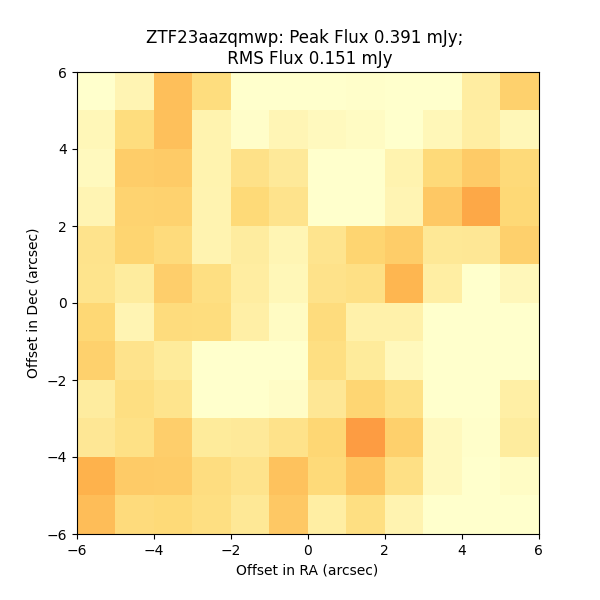 ZTF23aazqmwp: Peak Flux 0.391 mJy;
RMS Flux 0.151 mJy
6
4
2
0
−2
−4
−6
Offset in Dec (arcsec)
−6 −4 −2 0 2 4 6
Offset in RA (arcsec)